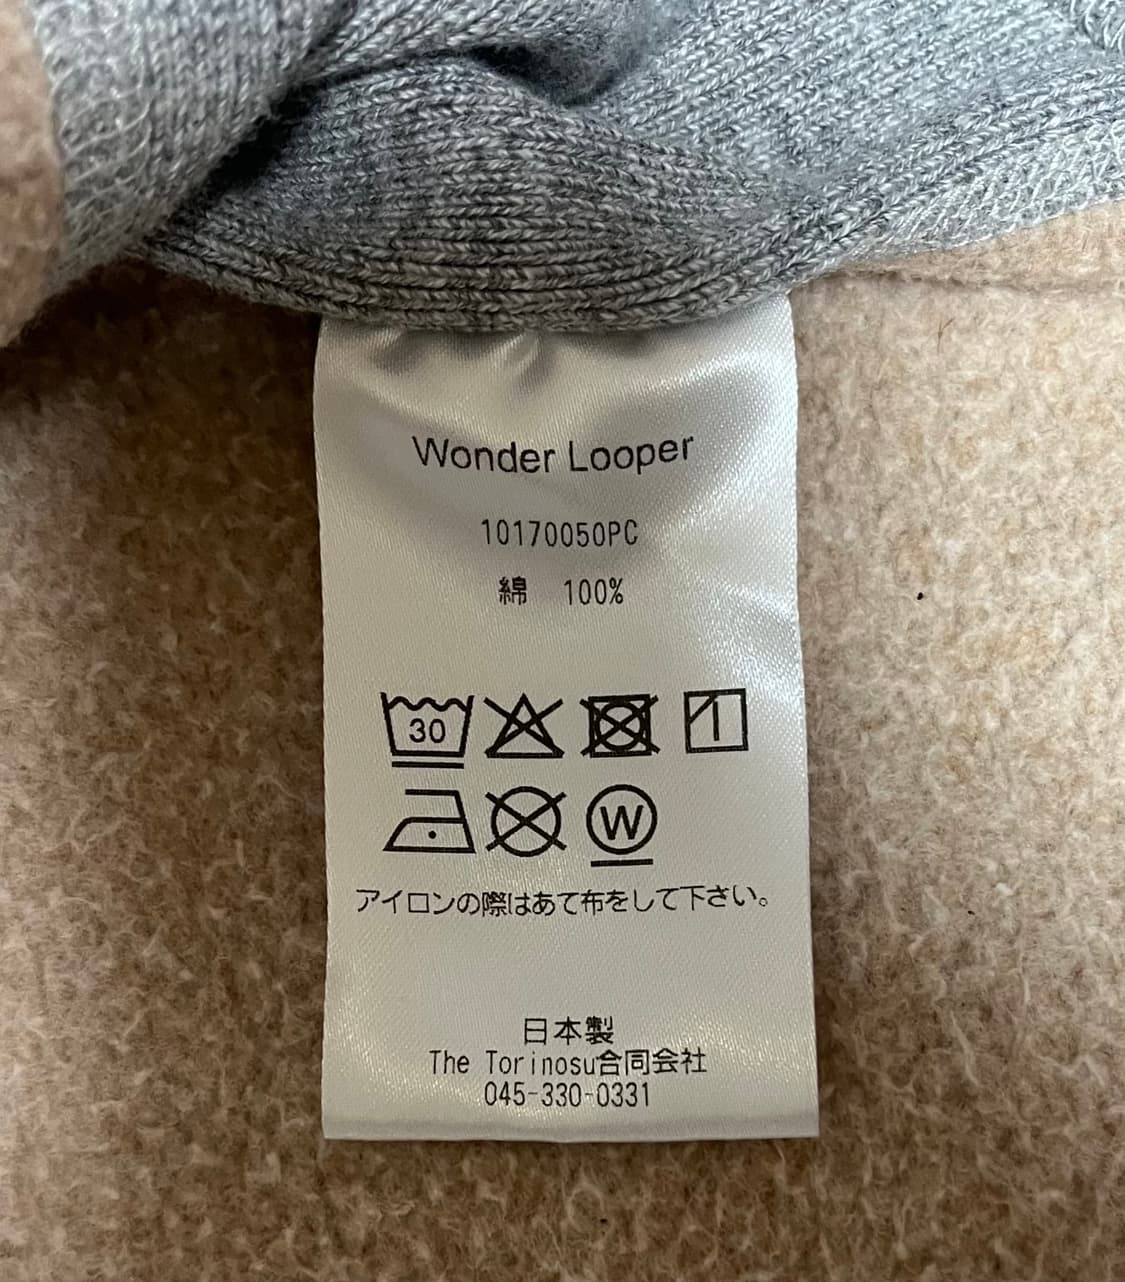 Wonder Looper
10170050PC
綿 100%
30
W
アイロンの際はあて布をして下さい。
日本製
The Torinosu合同会社
045-330-0331